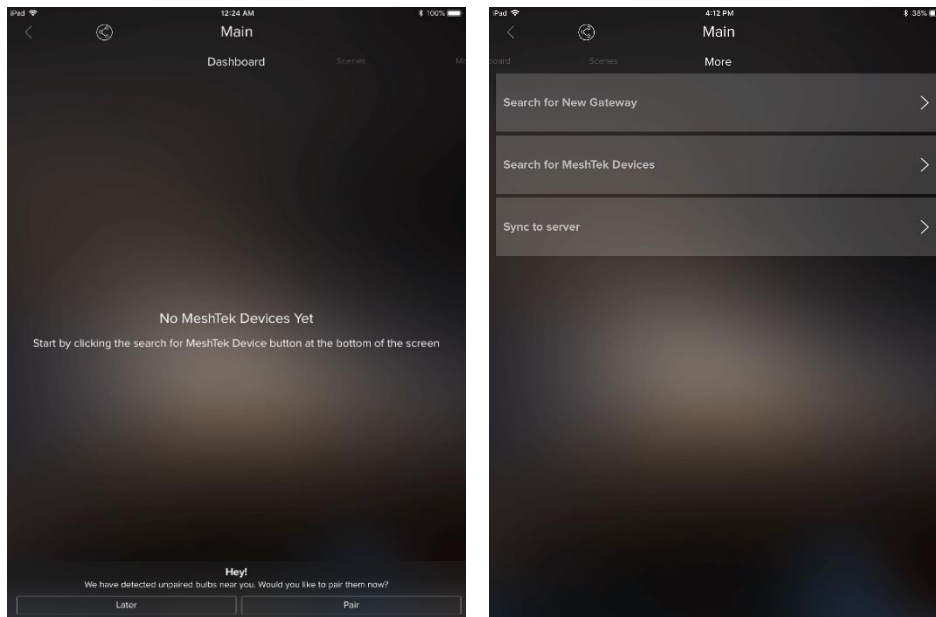 iPad
12:24 AM
100%
Main
Dashboard
Scenes
Mo
No MeshTek Devices Yet
Start by clicking the search for MeshTek Device button at the bottom of the screen
Hey!
We have detected unpaired bulbs near you. Would you like to pair them now?
Later
Pair
iPad
4:12 PM
38%
Main
board
Scenes
More
Search for New Gateway
Search for MeshTek Devices
Sync to server